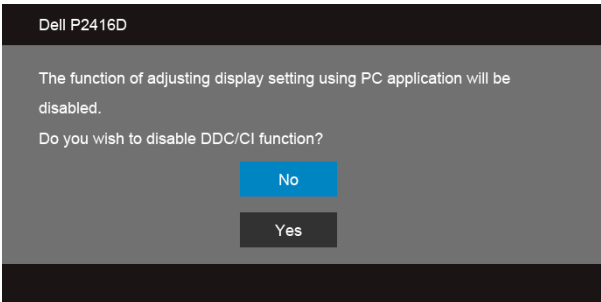 Dell P2416D
The function of adjusting display setting using PC application will be
disabled.
Do you wish to disable DDC/CI function?
No
Yes